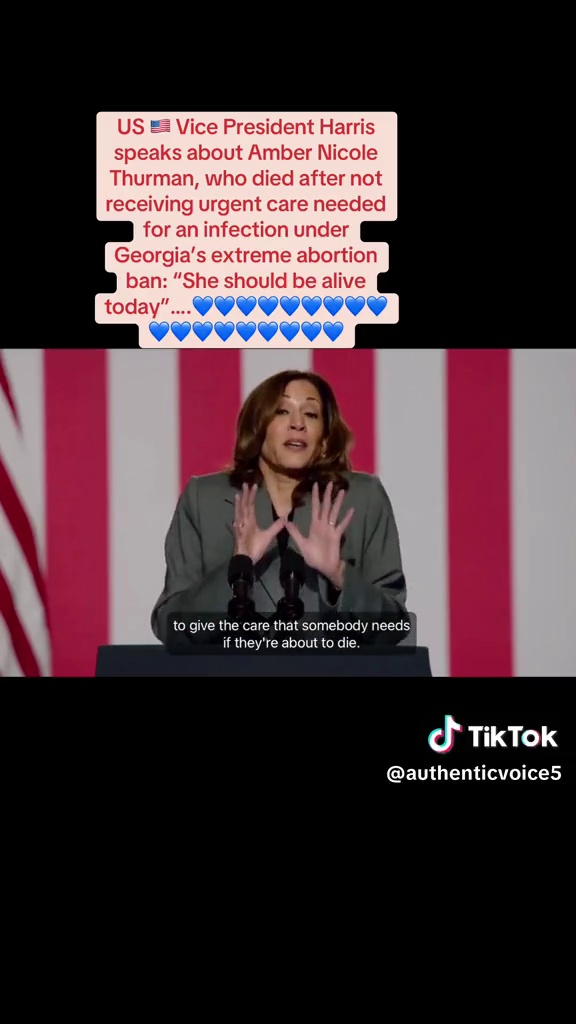 US 🇺🇸 Vice President Harris
speaks about Amber Nicole
Thurman, who died after not
receiving urgent care needed
for an infection under
Georgia’s extreme abortion
ban: “She should be alive
today”....💙💙💙💙💙💙💙💙💙
💙💙💙💙💙💙💙💙💙
to give the care that somebody needs
if they're about to die.
TikTok
@authenticvoice5